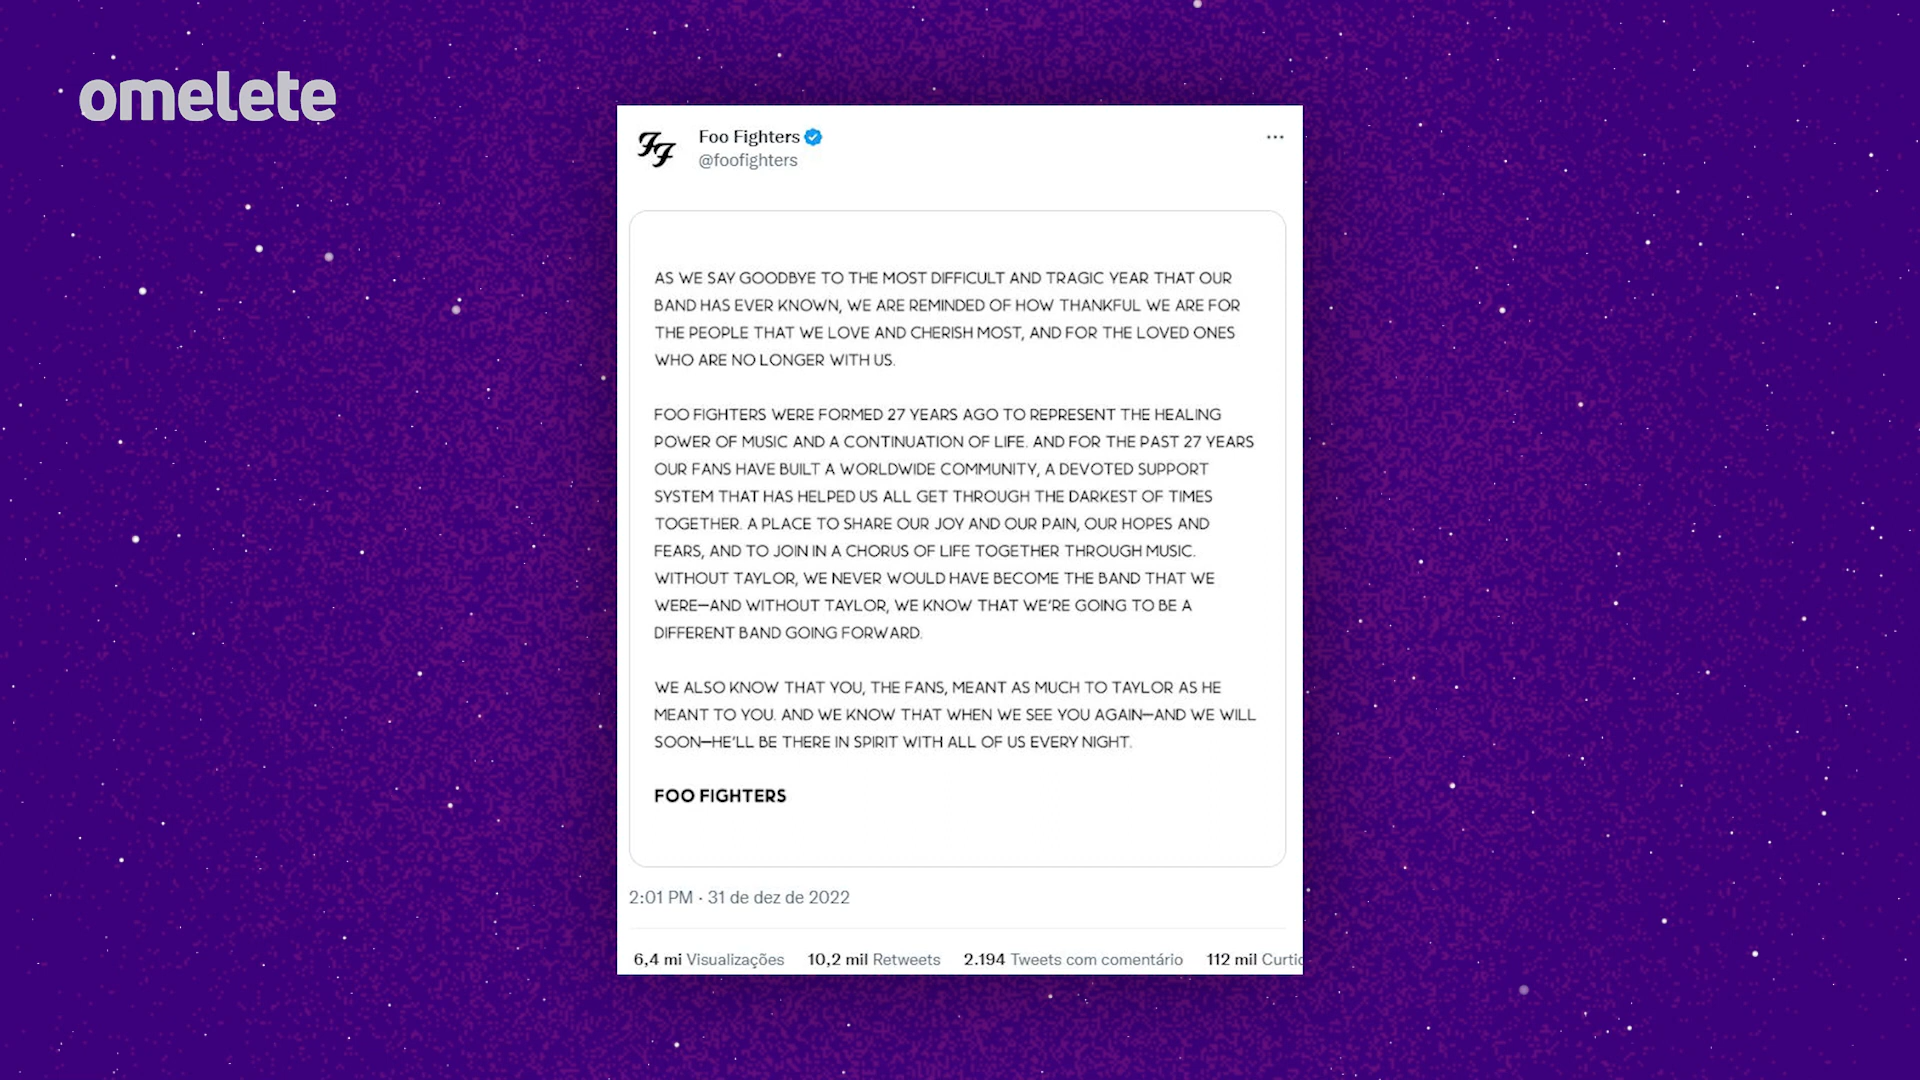 omelete
Foo Fighters
@foofighters
AS WE SAY GOODBYE TO THE MOST DIFFICULT AND TRAGIC YEAR THAT OUR
BAND HAS EVER KNOWN, WE ARE REMINDED OF HOW THANKFUL WE ARE FOR
THE PEOPLE THAT WE LOVE AND CHERISH MOST, AND FOR THE LOVED ONES
WHO ARE NO LONGER WITH US.
FOO FIGHTERS WERE FORMED 27 YEARS AGO TO REPRESENT THE HEALING
POWER OF MUSIC AND A CONTINUATION OF LIFE. AND FOR THE PAST 27 YEARS
OUR FANS HAVE BUILT A WORLDWIDE COMMUNITY, A DEVOTED SUPPORT
SYSTEM THAT HAS HELPED US ALL GET THROUGH THE DARKEST OF TIMES
TOGETHER. A PLACE TO SHARE OUR JOY AND OUR PAIN, OUR HOPES AND
FEARS, AND TO JOIN IN A CHORUS OF LIFE TOGETHER THROUGH MUSIC.
WITHOUT TAYLOR, WE NEVER WOULD HAVE BECOME THE BAND THAT WE
WERE—AND WITHOUT TAYLOR, WE KNOW THAT WE'RE GOING TO BE A
DIFFERENT BAND GOING FORWARD.
WE ALSO KNOW THAT YOU, THE FANS, MEANT AS MUCH TO TAYLOR AS HE
MEANT TO YOU. AND WE KNOW THAT WHEN WE SEE YOU AGAIN—AND WE WILL
SOON—HE'LL BE THERE IN SPIRIT WITH ALL OF US EVERY NIGHT.
FOO FIGHTERS
2:01 PM · 31 de dez de 2022
6,4 mi Visualizações 10,2 mil Retweets 2.194 Tweets com comentário 112 mil Curtic